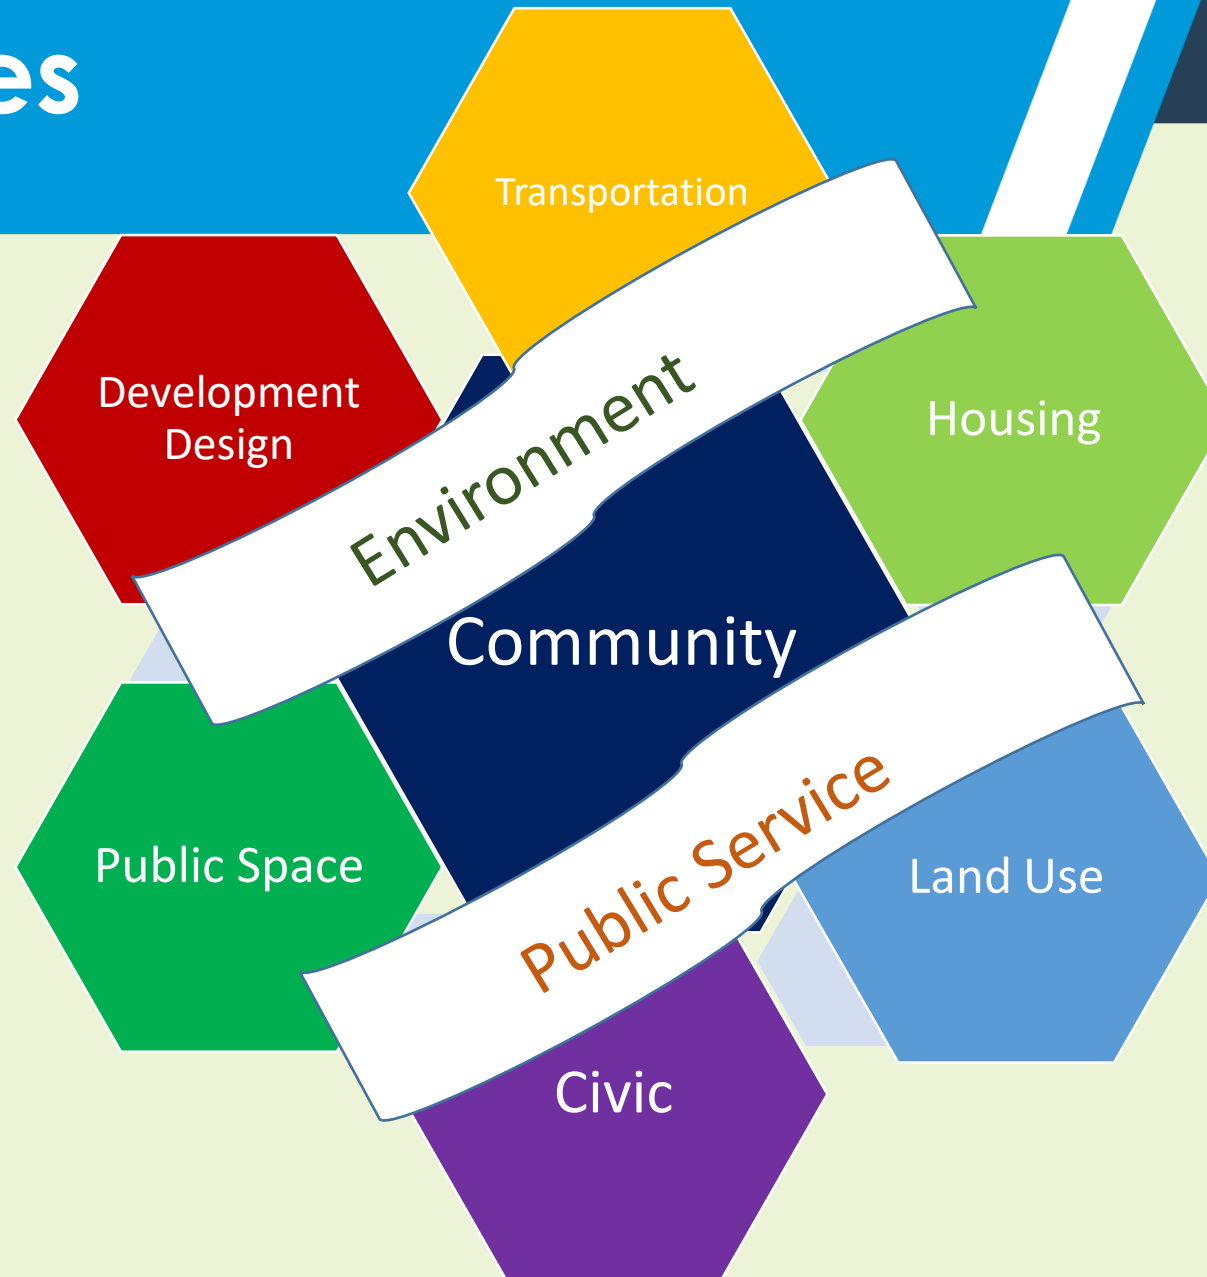 es
Transportation
Development
Design
Housing
Environment
Community
Public Service
Public Space
Land Use
Civic